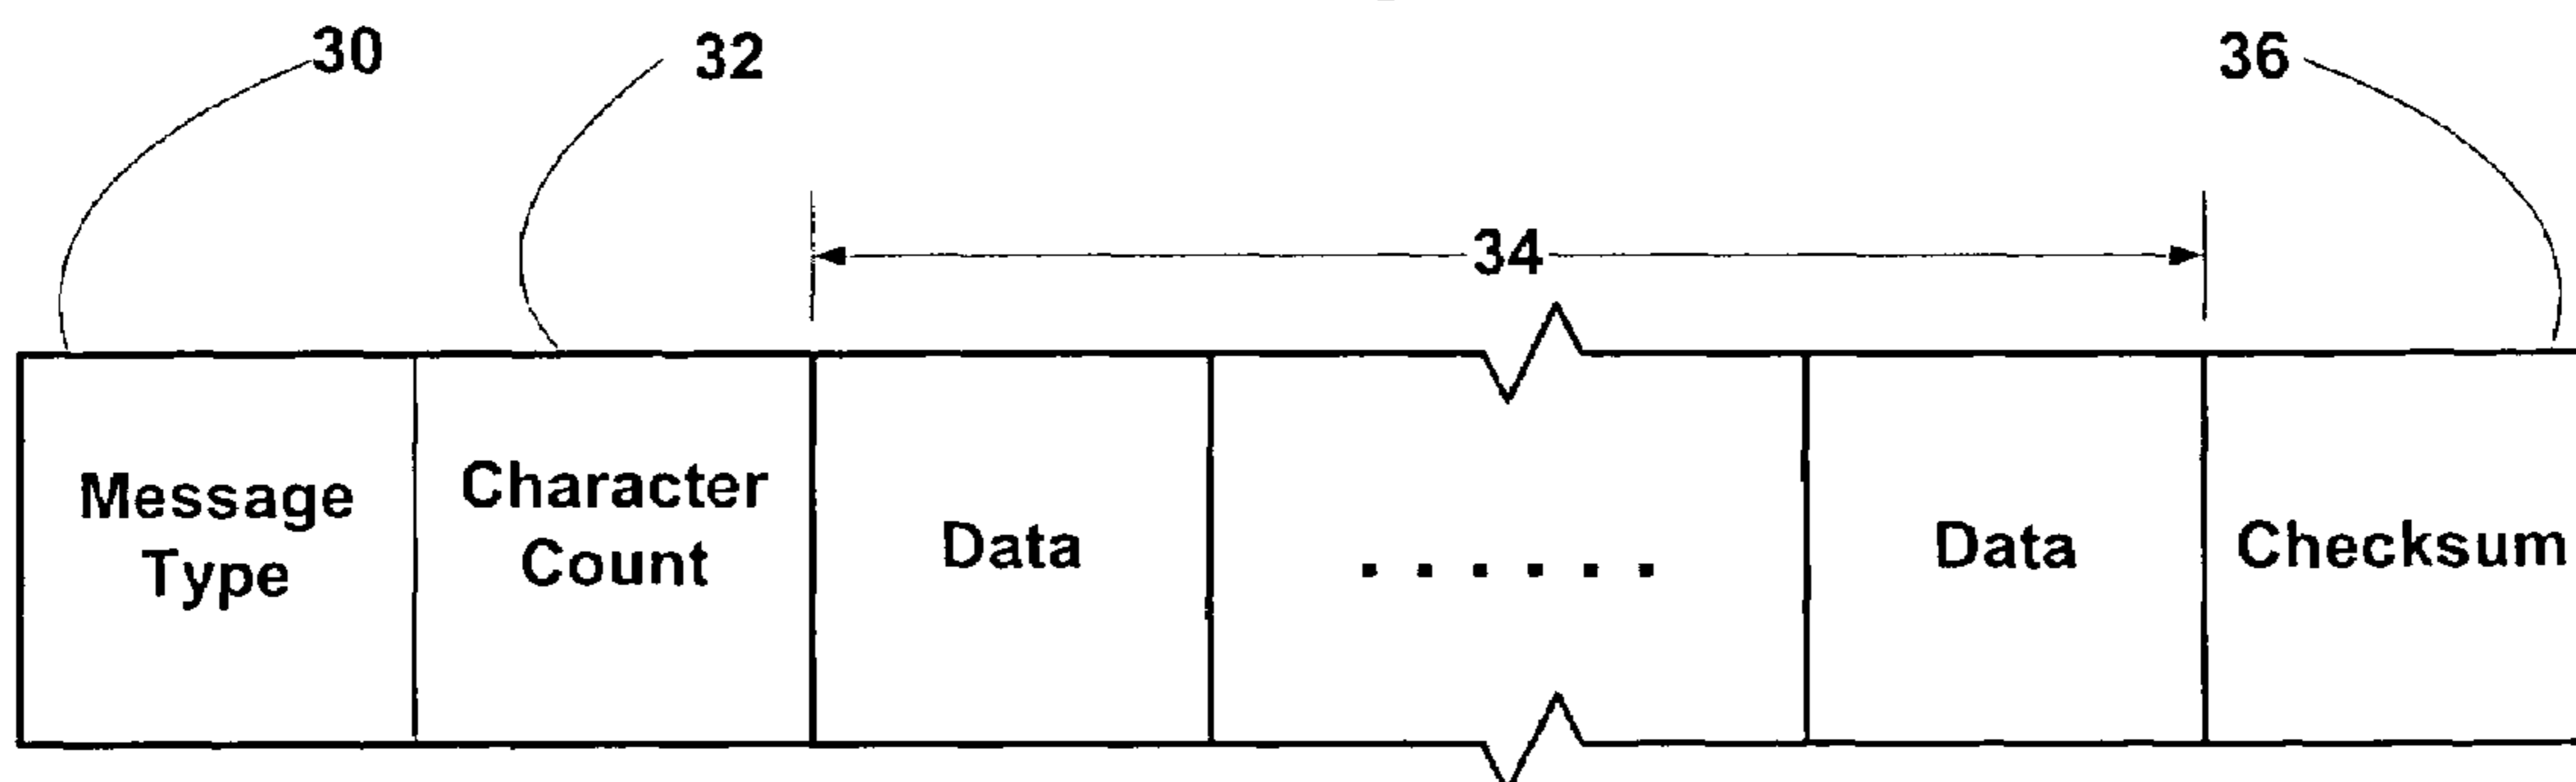 30
32
36
34
Message
Type
Character
Count
Data
. . . . . .
Data
Checksum